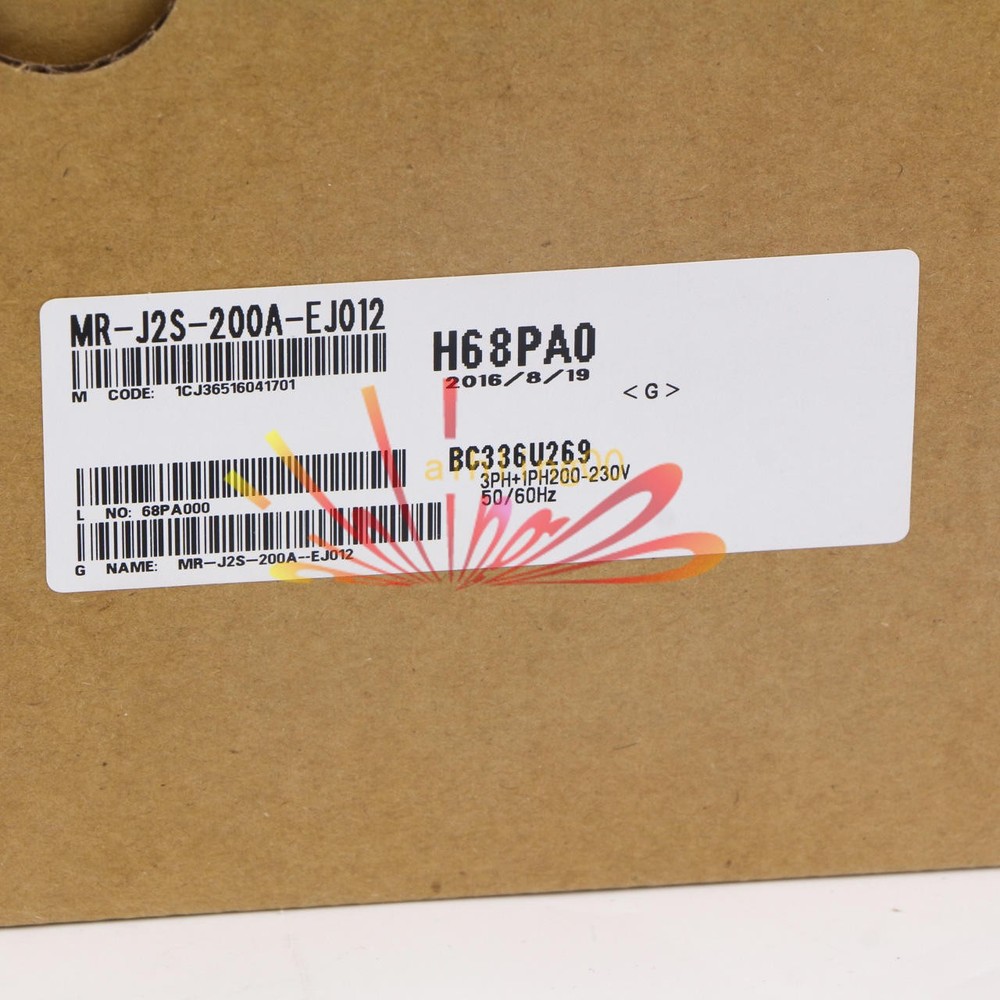 MR-J2S-200A-EJ012
M CODE: 1CJ36516041701
H68PA0
2016/8/19
<G>
BC336U269
3PH+1PH200-230V
50/60Hz
L NO: 68PA000
G NAME: MR-J2S-200A--EJ012